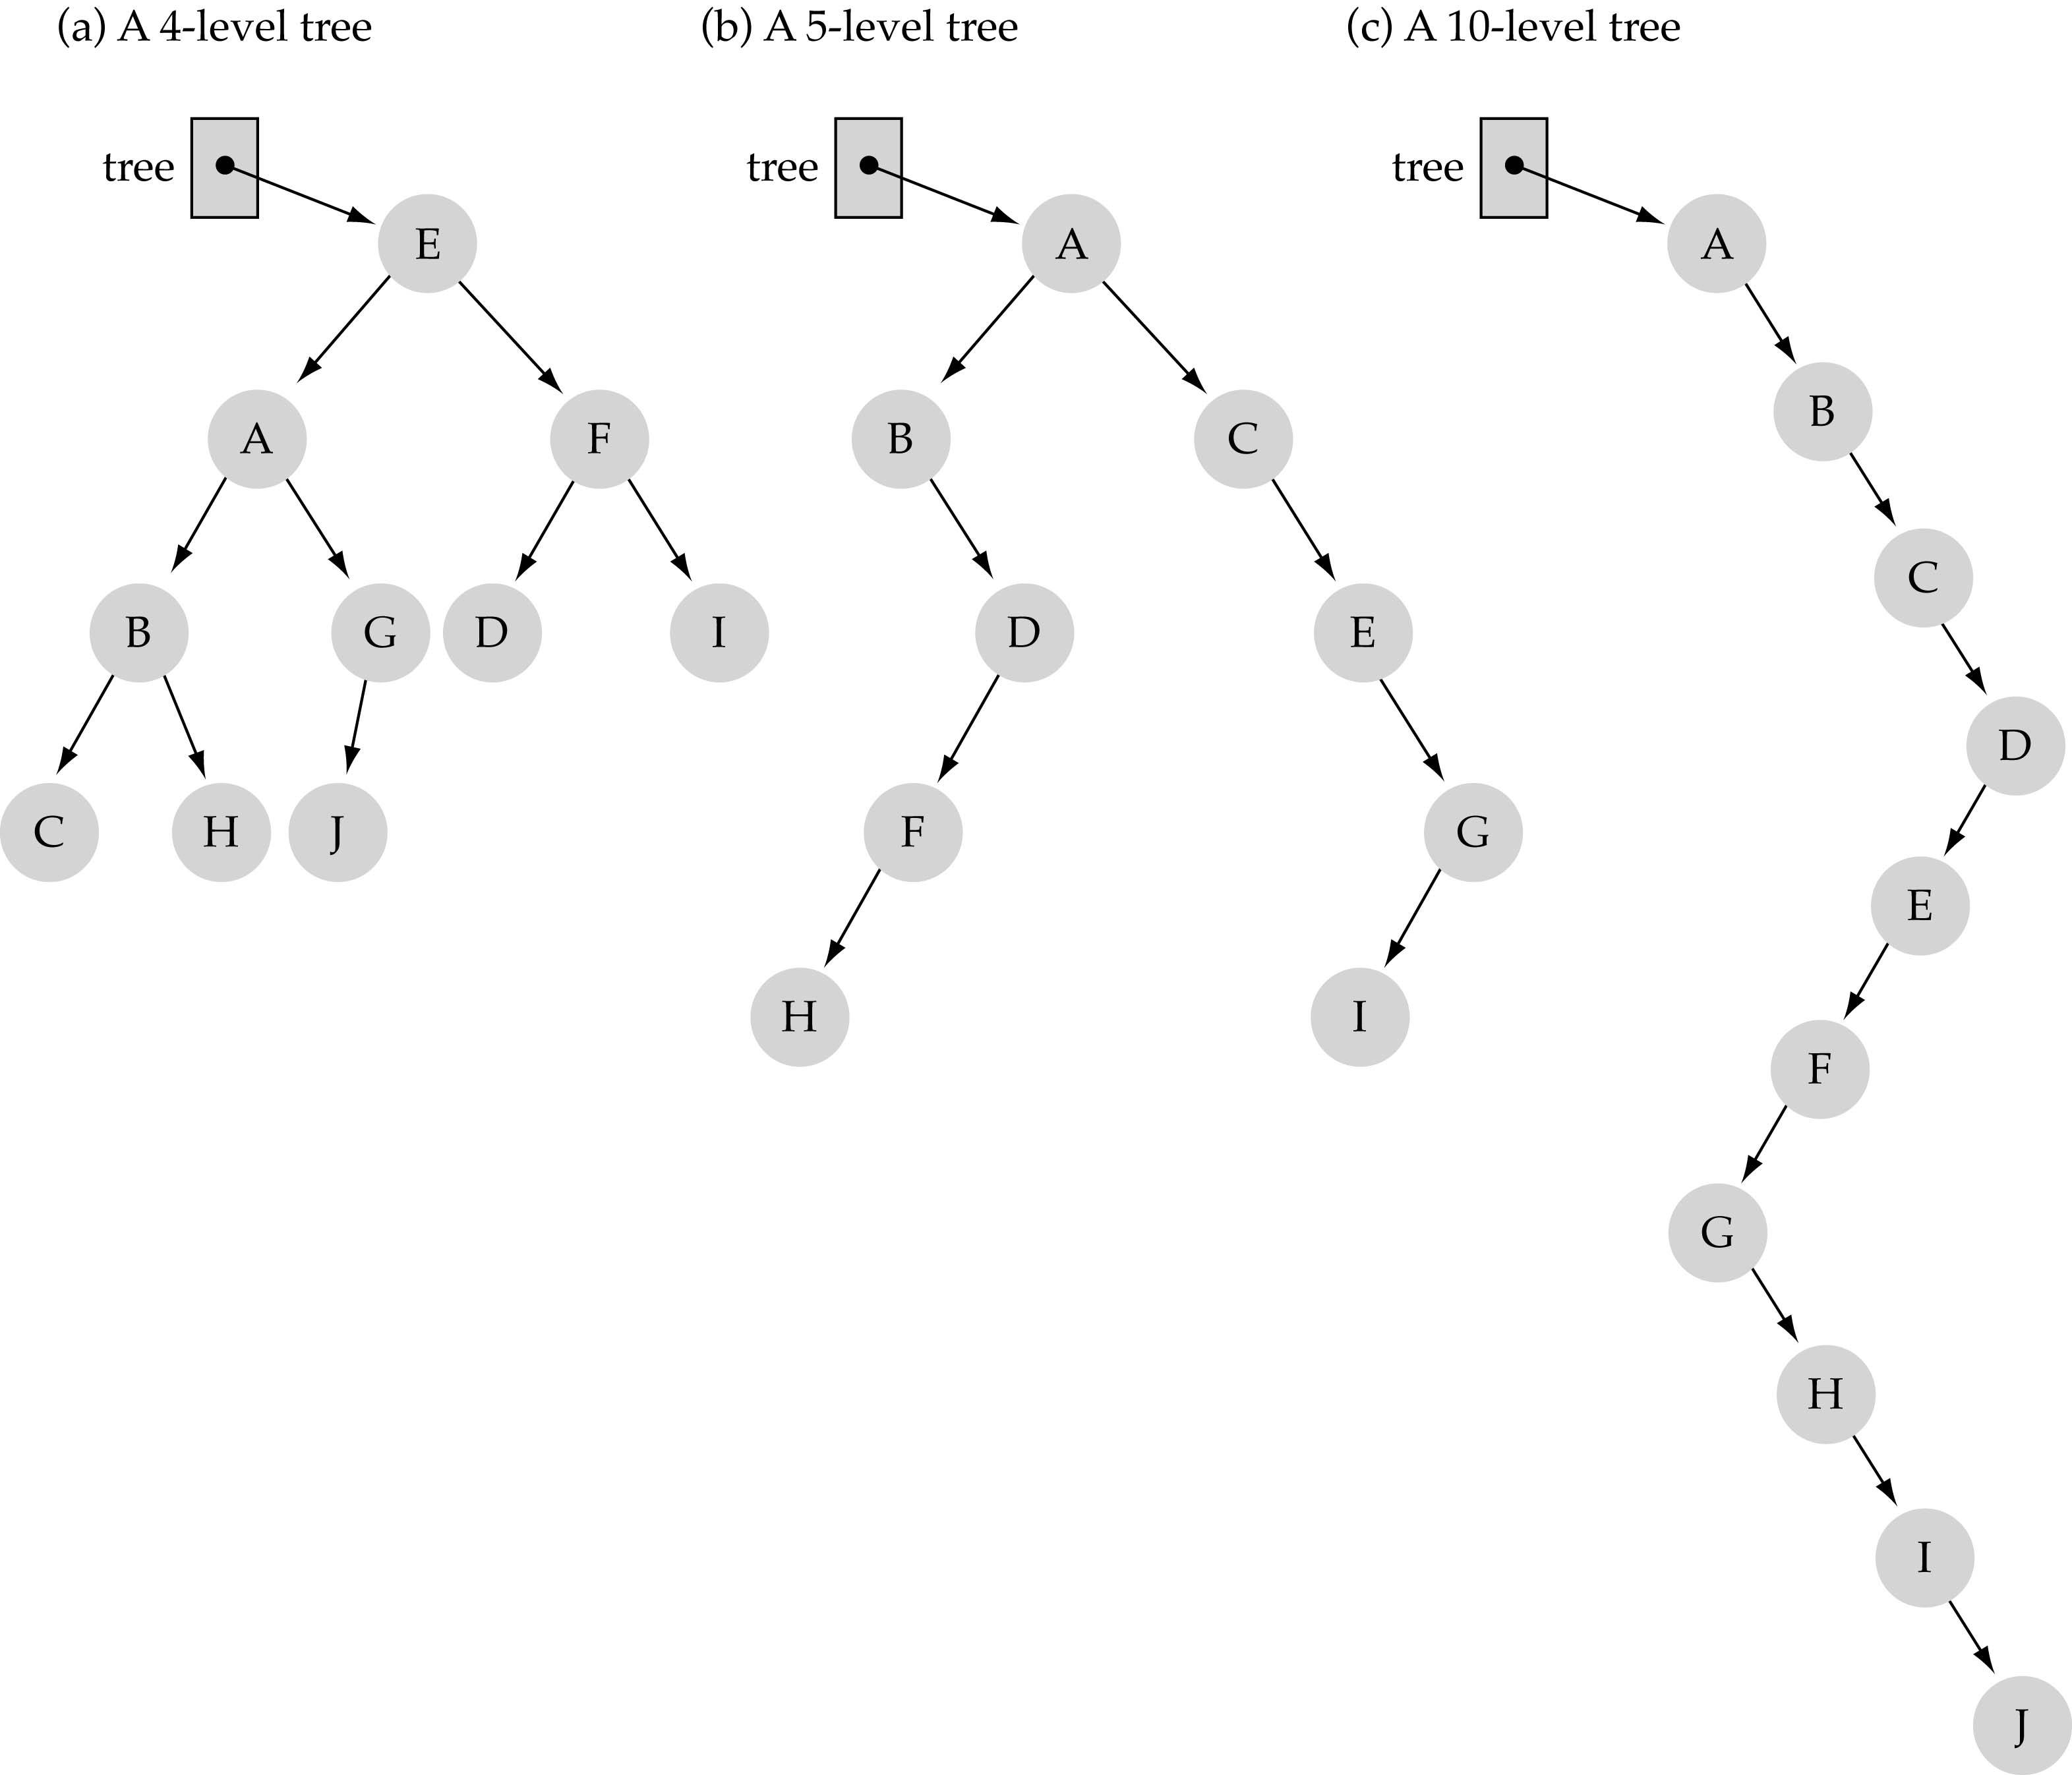 (a) A 4-level tree
tree
E
A F
B G D I
C H J
(b) A 5-level tree
tree
A
B C
D E
F G
H I
(c) A 10-level tree
tree
A
B
C
D
E
F
G
H
I
J